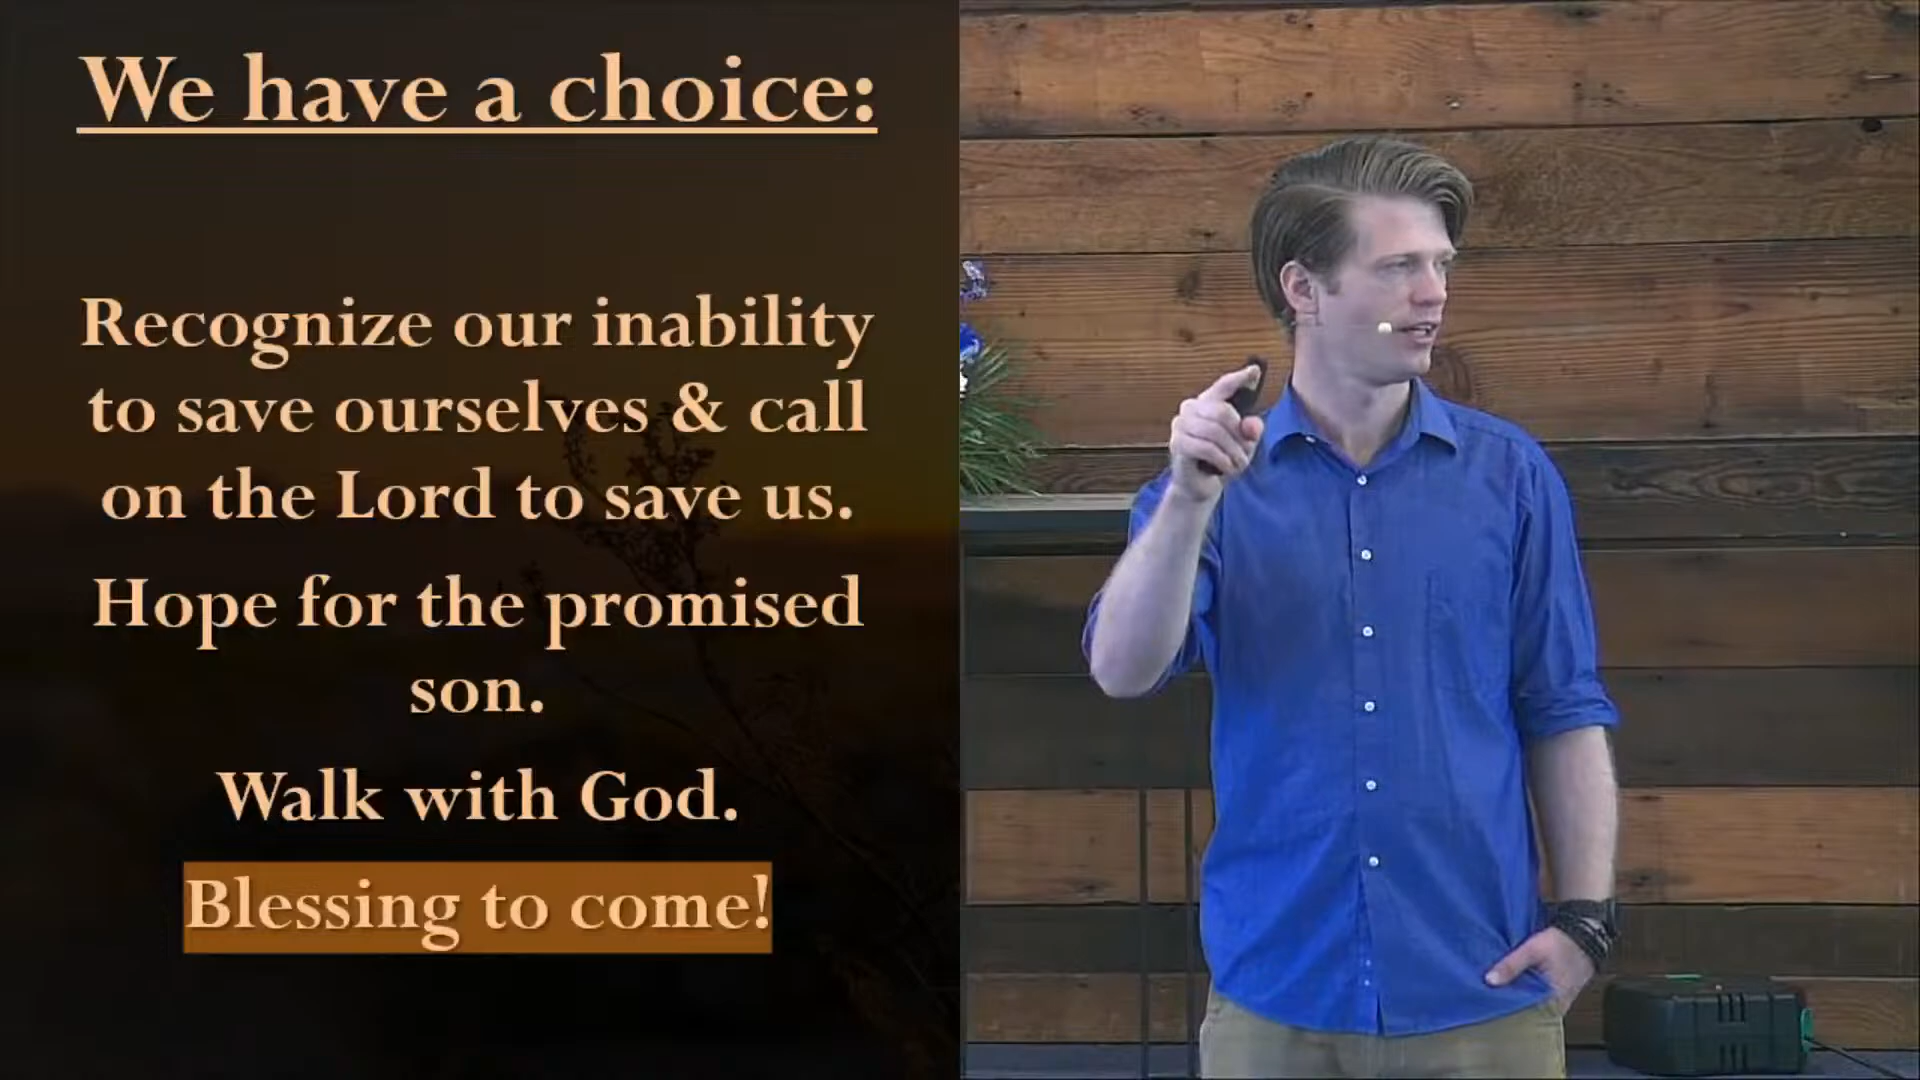 We have a choice:
Recognize our inability
to save ourselves & call
on the Lord to save us.
Hope for the promised
son.
Walk with God.
Blessing to come!